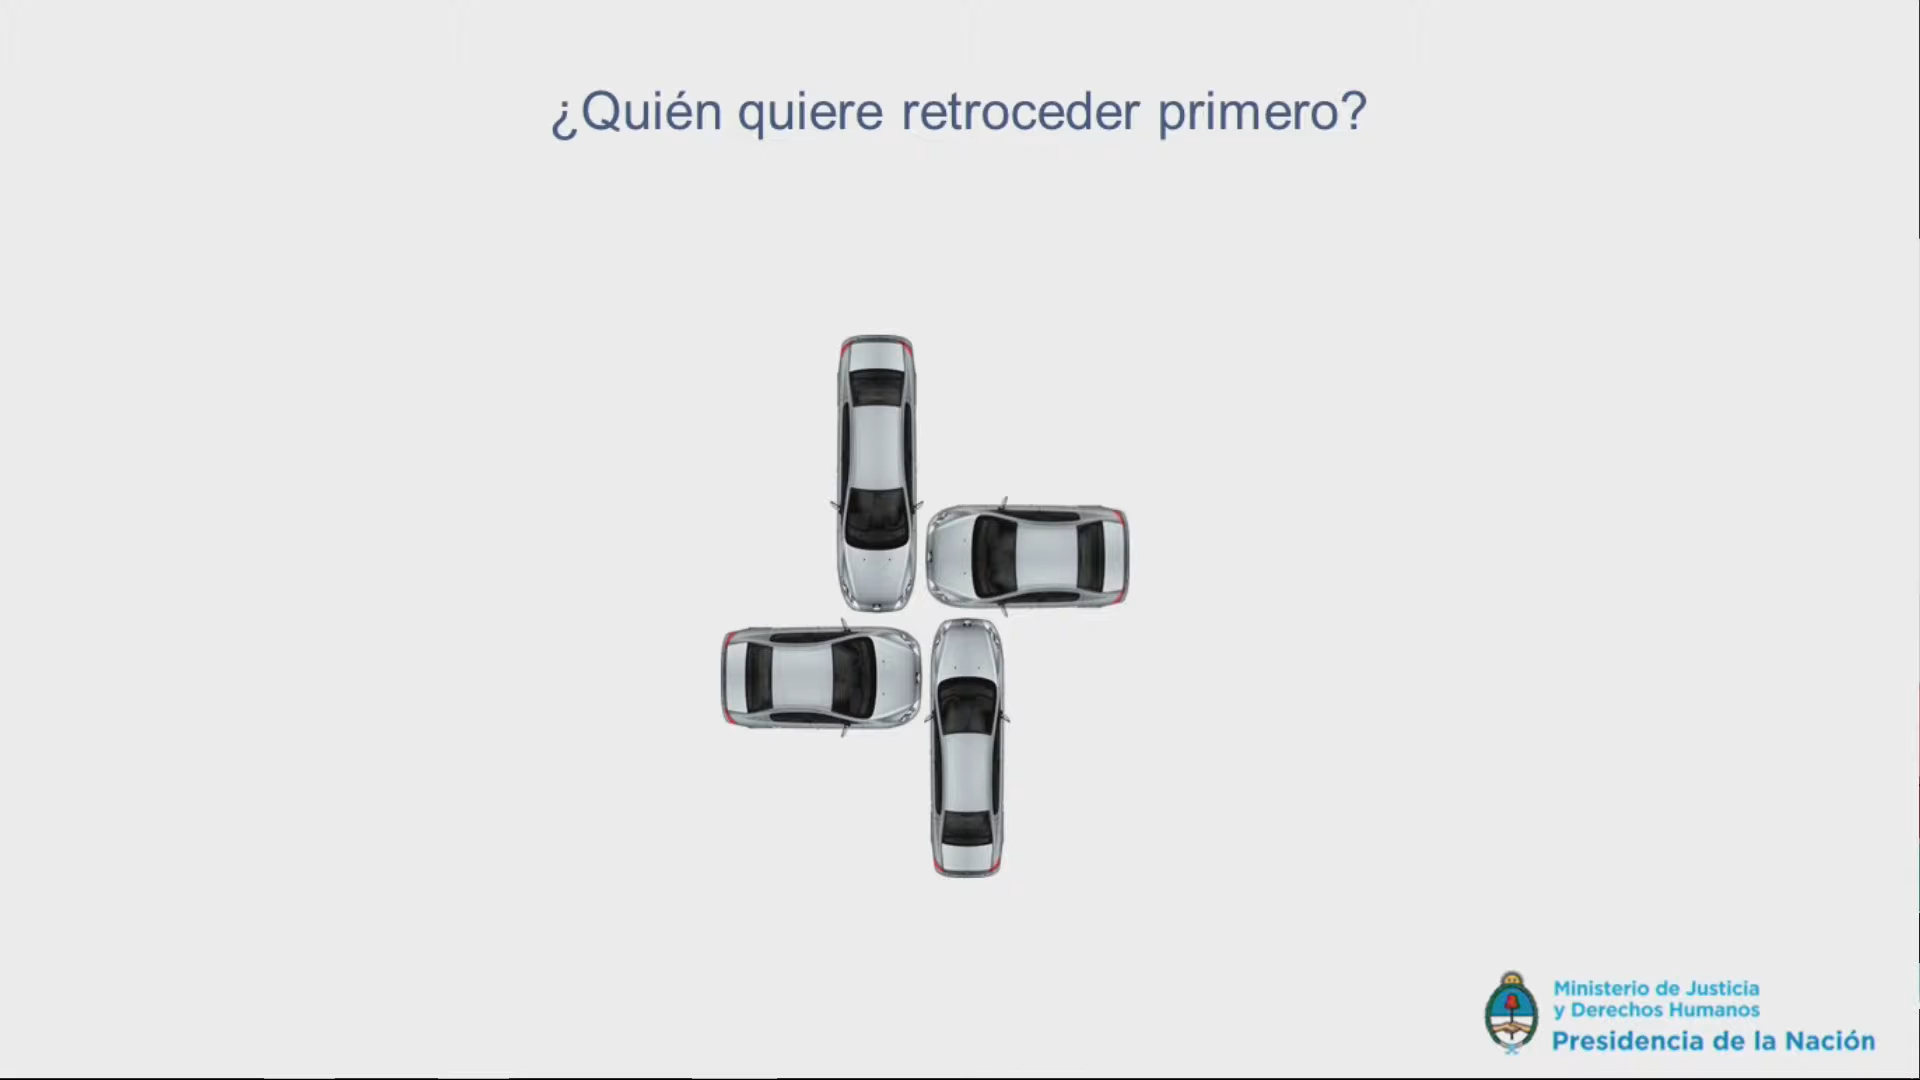 ¿Quién quiere retroceder primero?
Ministerio de Justicia
y Derechos Humanos
Presidencia de la Nación